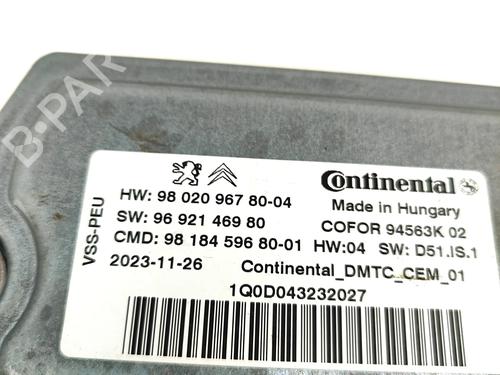 Continental
HW: 98 020 967 80-04
Made in Hungary
SW: 96 921 469 80
COFOR 94563K 02
CMD: 98 184 596 80-01 HW:04 SW: D51.IS.1
2023-11-26 Continental_DMTC_CEM_01
1Q0D043232027
VSS-PEU
B-PARTS